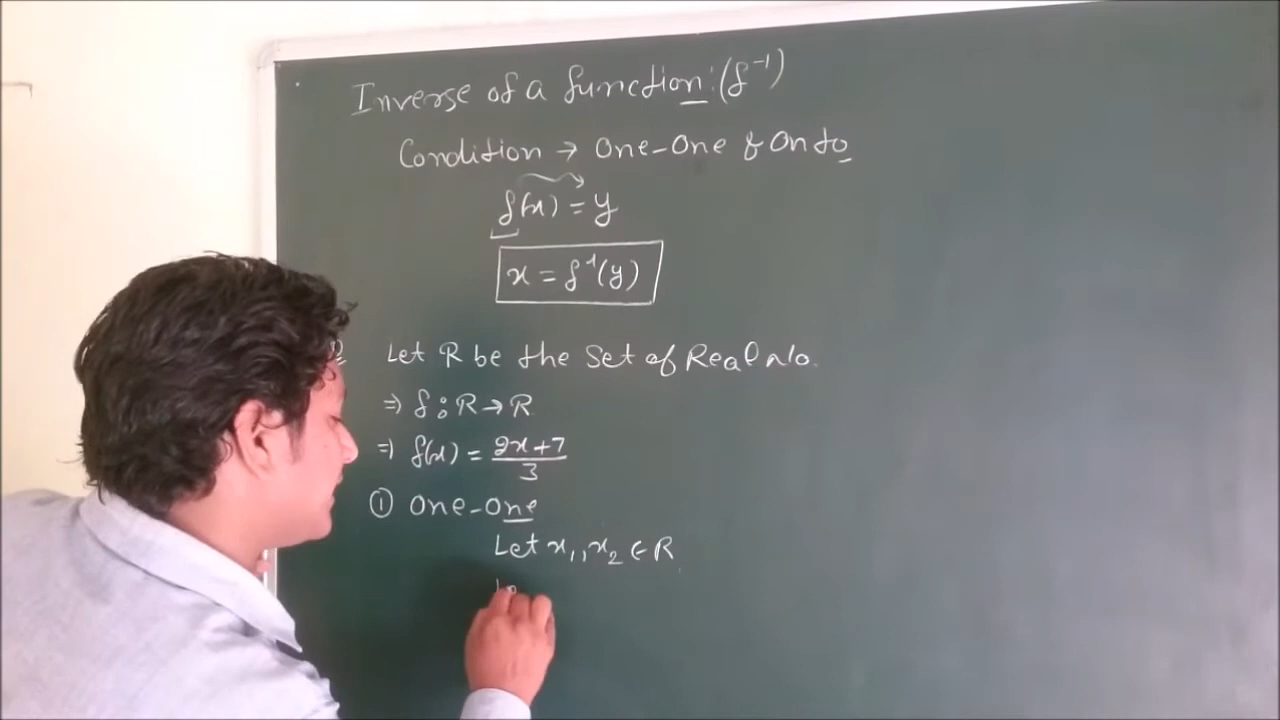 Inverse of a function: (f⁻¹)
Condition → One-One & Onto
f(x) = y
x = f⁻¹(y)
Let R be the Set of Real no.
⇒ f : R → R
⇒ f(x) = 2x+7/3
① One-One
Let x₁, x₂ ∈ R